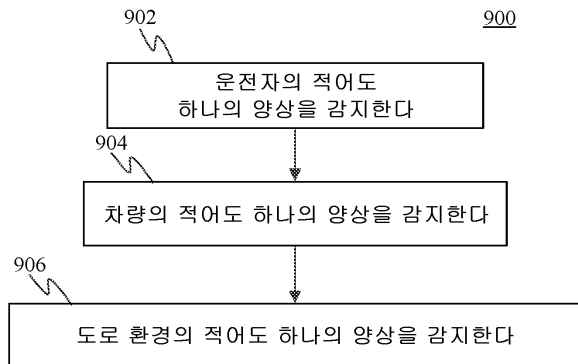 902
900
운전자의 적어도
하나의 양상을 감지한다
904
차량의 적어도 하나의 양상을 감지한다
906
도로 환경의 적어도 하나의 양상을 감지한다